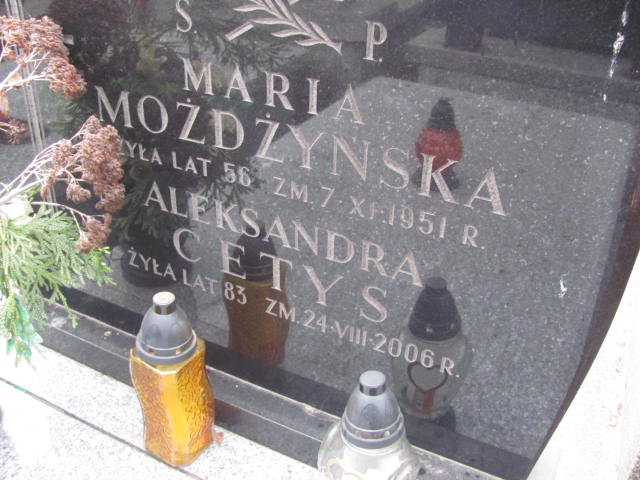 Ś P.
MARIA
MOŻDŻYŃSKA
ŻYŁA LAT 56 ZM. 7 XI·1951 R.
ALEKSANDRA
CETYS
ŻYŁA LAT 83 ZM. 24·VIII·2006 R.